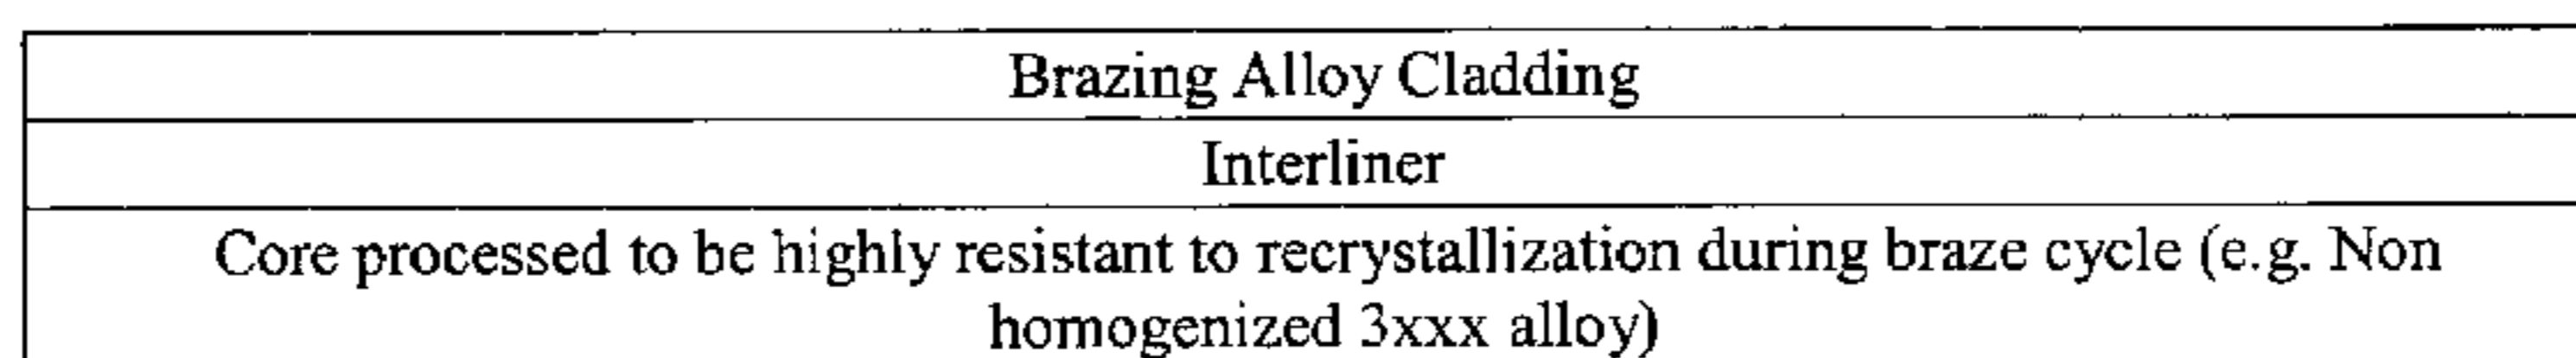 Brazing Alloy Cladding
Interliner
Core processed to be highly resistant to recrystallization during braze cycle (e.g. Non
homogenized 3xxx alloy)